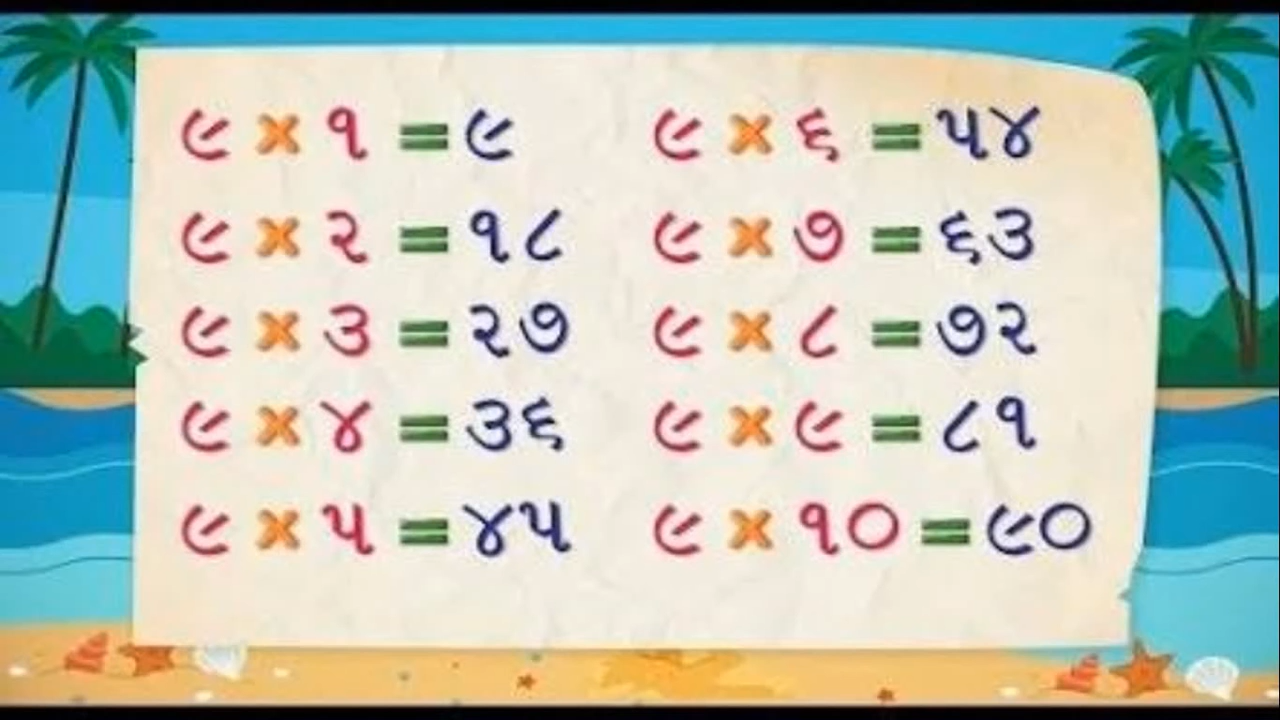 ૯ × ૧ = ૯
૯ × ૨ = ૧૮
૯ × ૩ = ૨૭
૯ × ૪ = ૩૬
૯ × ૫ = ૪૫
૯ × ૬ = ૫૪
૯ × ૭ = ૬૩
૯ × ૮ = ૭૨
૯ × ૯ = ૮૧
૯ × ૧૦ = ૯૦